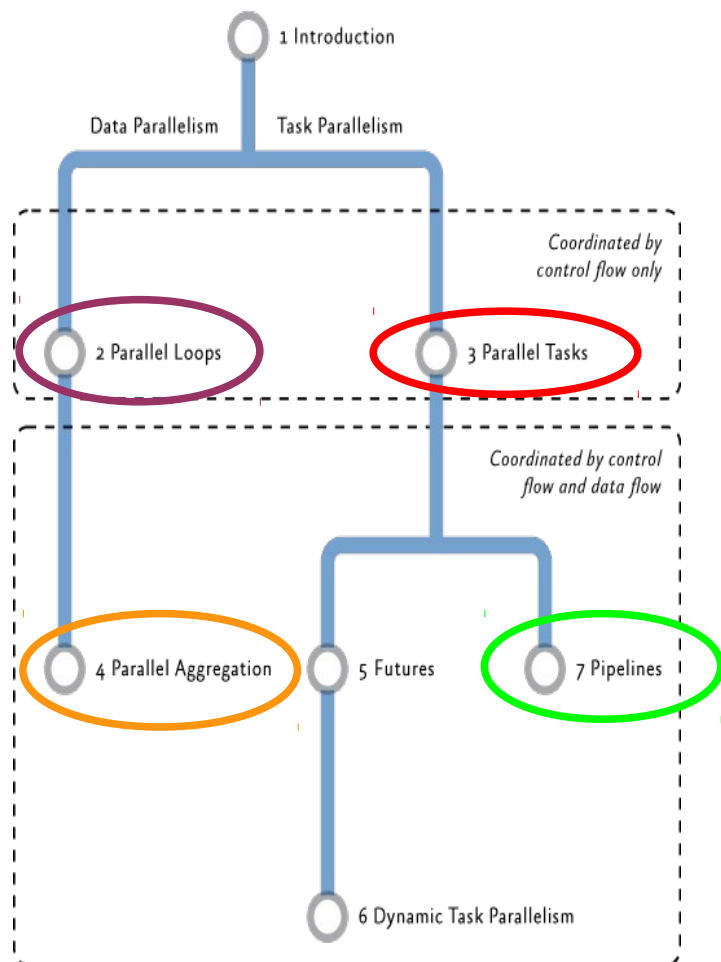 1 Introduction
Data Parallelism
Task Parallelism
Coordinated by
control flow only
2 Parallel Loops
3 Parallel Tasks
Coordinated by control
flow and data flow
4 Parallel Aggregation
5 Futures
7 Pipelines
6 Dynamic Task Parallelism